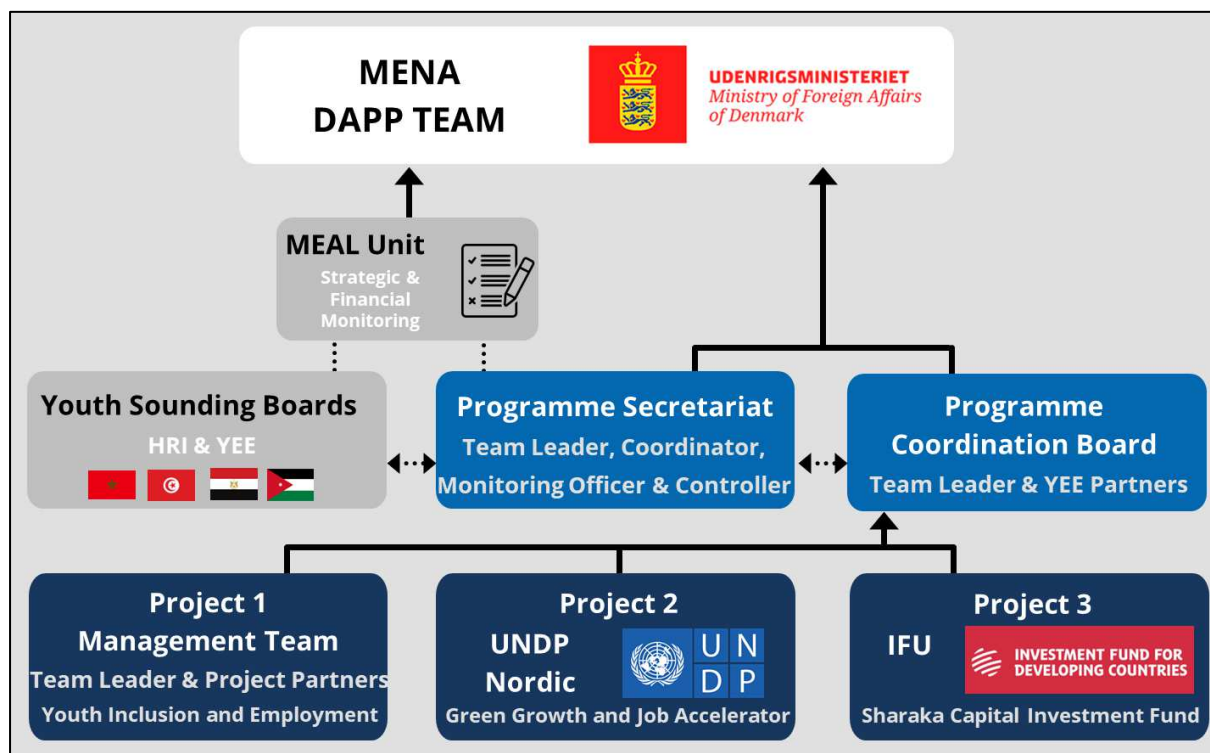 MENA
DAPP TEAM
UDENRIGSMINISTERIET
Ministry of Foreign Affairs
of Denmark
MEAL Unit
Strategic &
Financial
Monitoring
Youth Sounding Boards
HRI & YEE
Programme Secretariat
Team Leader, Coordinator,
Monitoring Officer & Controller
Programme
Coordination Board
Team Leader & YEE Partners
Project 1
Management Team
Team Leader & Project Partners
Youth Inclusion and Employment
Project 2
UNDP
Nordic
U N
D P
Green Growth and Job Accelerator
Project 3
IFU
INVESTMENT FUND FOR
DEVELOPING COUNTRIES
Sharaka Capital Investment Fund